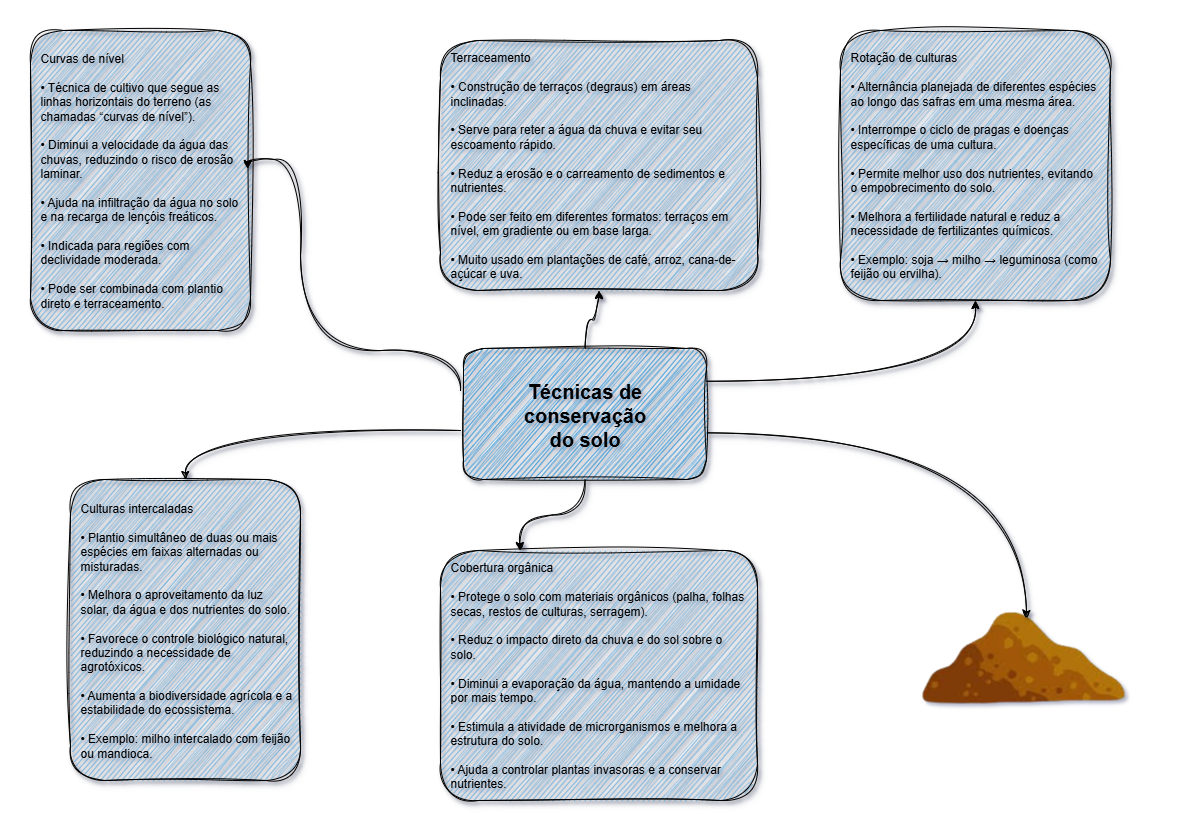 Curvas de nível
• Técnica de cultivo que segue as
linhas horizontais do terreno (as
chamadas “curvas de nível”).
• Diminui a velocidade da água das
chuvas, reduzindo o risco de erosão
laminar.
• Ajuda na infiltração da água no solo
e na recarga de lençóis freáticos.
• Indicada para regiões com
declividade moderada.
• Pode ser combinada com plantio
direto e terraceamento.
Terraceamento
• Construção de terraços (degraus) em áreas
inclinadas.
• Serve para reter a água da chuva e evitar seu
escoamento rápido.
• Reduz a erosão e o carreamento de sedimentos e
nutrientes.
• Pode ser feito em diferentes formatos: terraços em
nível, em gradiente ou em base larga.
• Muito usado em plantações de café, arroz, cana-de-
açúcar e uva.
Rotação de culturas
• Alternância planejada de diferentes espécies
ao longo das safras em uma mesma área.
• Interrompe o ciclo de pragas e doenças
específicas de uma cultura.
• Permite melhor uso dos nutrientes, evitando
o empobrecimento do solo.
• Melhora a fertilidade natural e reduz a
necessidade de fertilizantes químicos.
• Exemplo: soja → milho → leguminosa (como
feijão ou ervilha).
Técnicas de
conservação
do solo
Culturas intercaladas
• Plantio simultâneo de duas ou mais
espécies em faixas alternadas ou
misturadas.
• Melhora o aproveitamento da luz
solar, da água e dos nutrientes do solo.
• Favorece o controle biológico natural,
reduzindo a necessidade de
agrotóxicos.
• Aumenta a biodiversidade agrícola e a
estabilidade do ecossistema.
• Exemplo: milho intercalado com feijão
ou mandioca.
Cobertura orgânica
• Protege o solo com materiais orgânicos (palha, folhas
secas, restos de culturas, serragem).
• Reduz o impacto direto da chuva e do sol sobre o
solo.
• Diminui a evaporação da água, mantendo a umidade
por mais tempo.
• Estimula a atividade de microrganismos e melhora a
estrutura do solo.
• Ajuda a controlar plantas invasoras e a conservar
nutrientes.